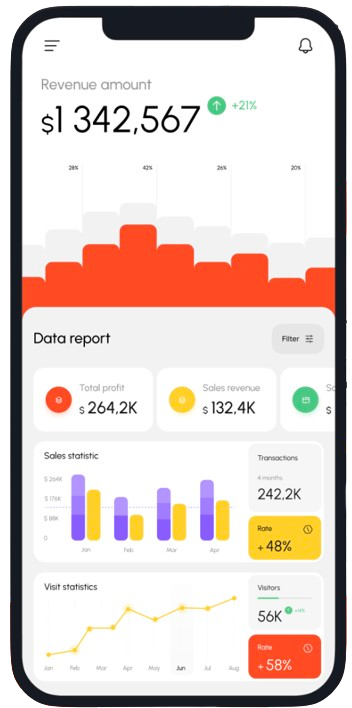 Revenue amount
$1 342,567 +21%
28% 42% 26% 20%
Data report
Filter
Total profit
$ 264,2K
Sales revenue
$ 132,4K
$
Sales statistic
$ 264K
$ 176K
$ 88K
0
Jan Feb Mar Apr
Transactions
4 months
242,2K
Rate
+ 48%
Visit statistics
Jan Feb Mar Apr May Jun Jul Aug
Visitors
56K +14%
Rate
+ 58%